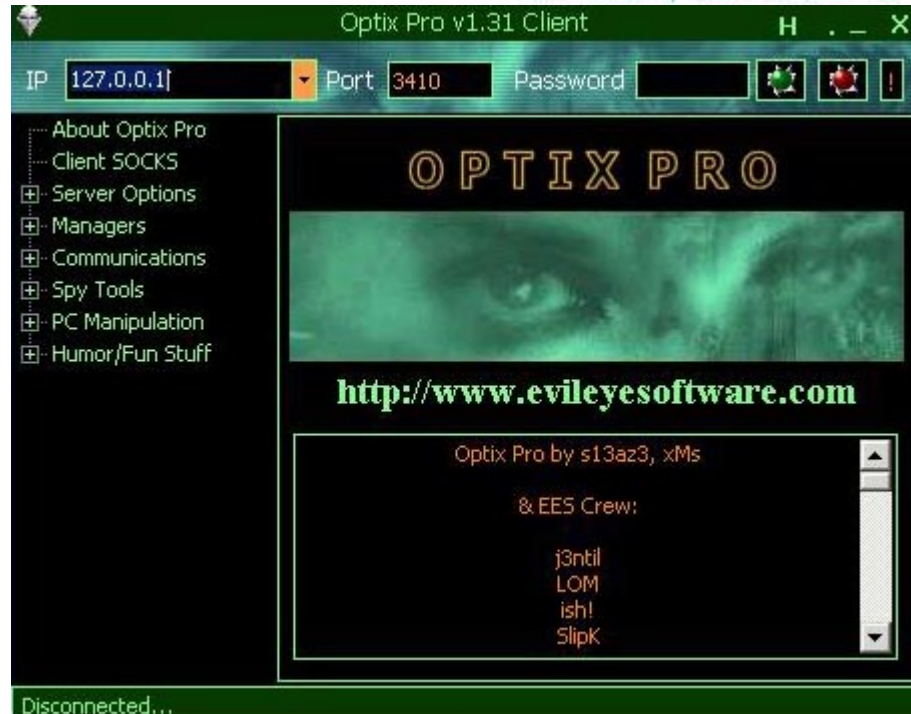 Optix Pro v1.31 Client H . _ X
IP 127.0.0.1 Port 3410 Password !
About Optix Pro
Client SOCKS
Server Options
Managers
Communications
Spy Tools
PC Manipulation
Humor/Fun Stuff
OPTIX PRO
http://www.evileyesoftware.com
Optix Pro by s13az3, xMs
& EES Crew:
j3ntil
LOM
ish!
SlipK
Disconnected...